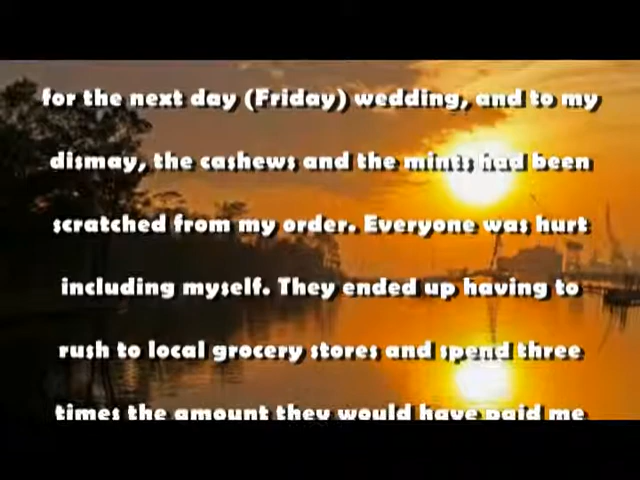 for the next day (Friday) wedding, and to my
dismay, the cashews and the mints had been
scratched from my order. Everyone was hurt
including myself. They ended up having to
rush to local grocery stores and spend three
times the amount they would have paid me